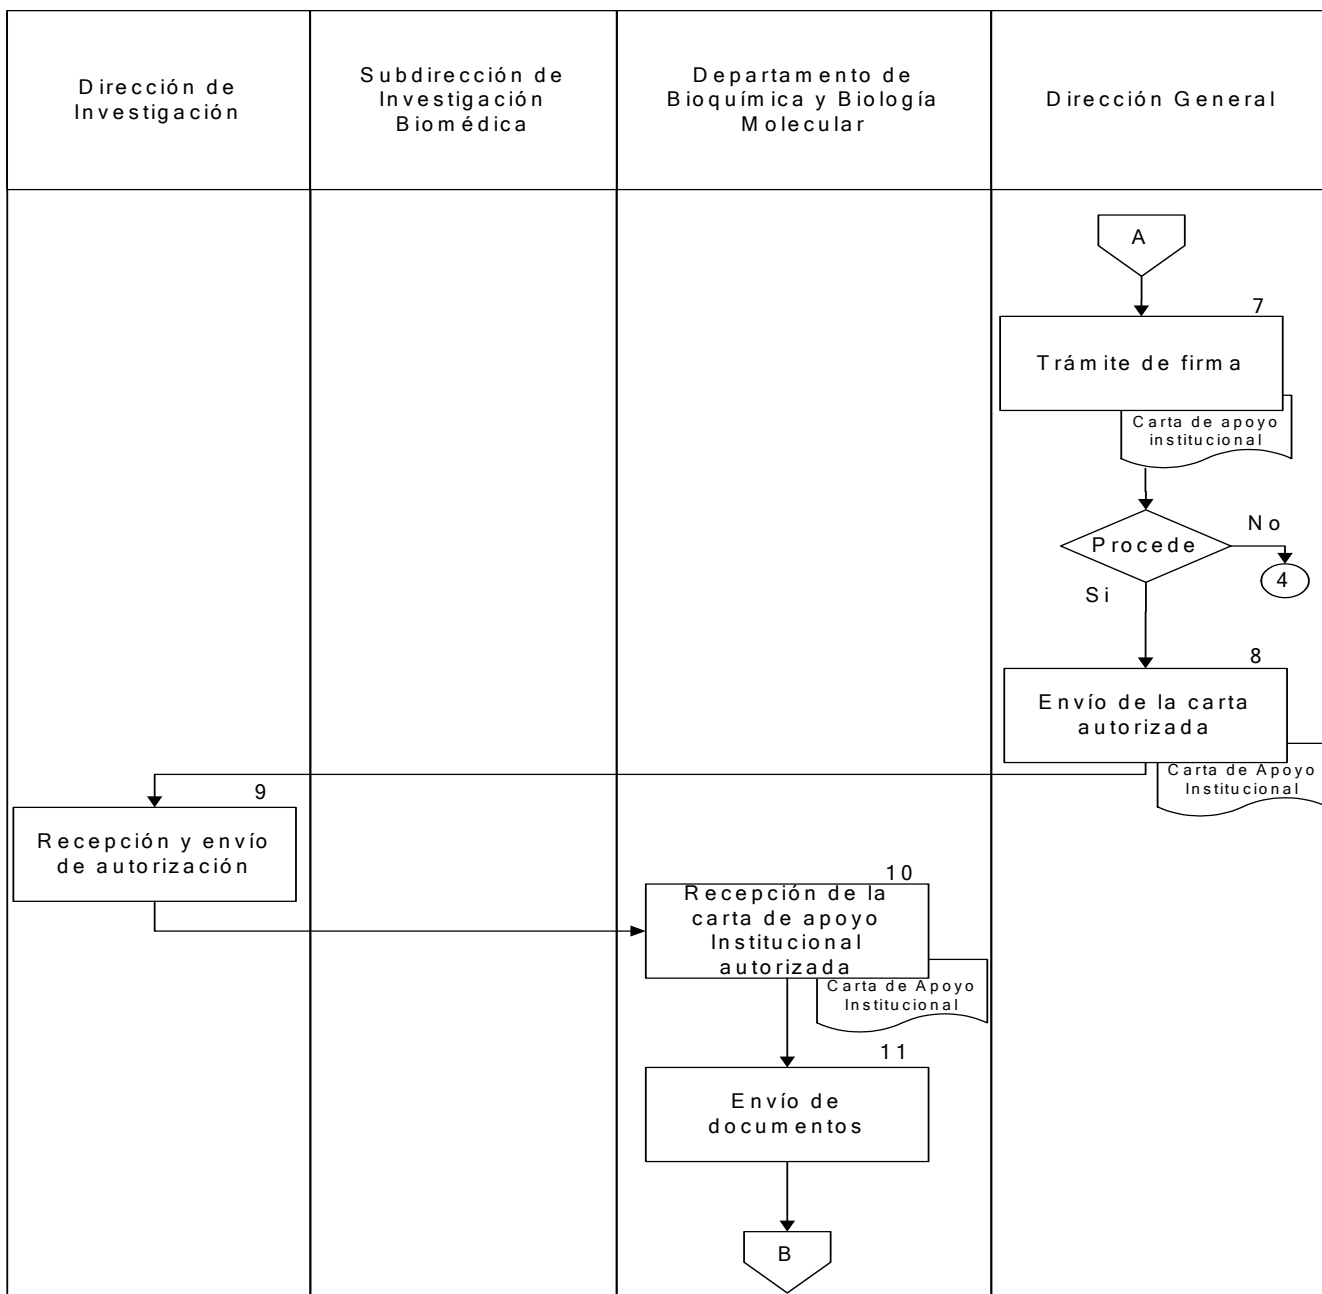 Dirección de
Investigación
Subdirección de
Investigación
Biomédica
Departamento de
Bioquímica y Biología
Molecular
Dirección General
A
7
Trámite de firma
Carta de apoyo
institucional
Procede
No
4
Si
8
Envío de la carta
autorizada
Carta de Apoyo
Institucional
9
Recepción y envío
de autorización
10
Recepción de la
carta de apoyo
Institucional
autorizada
Carta de Apoyo
Institucional
11
Envío de
documentos
B